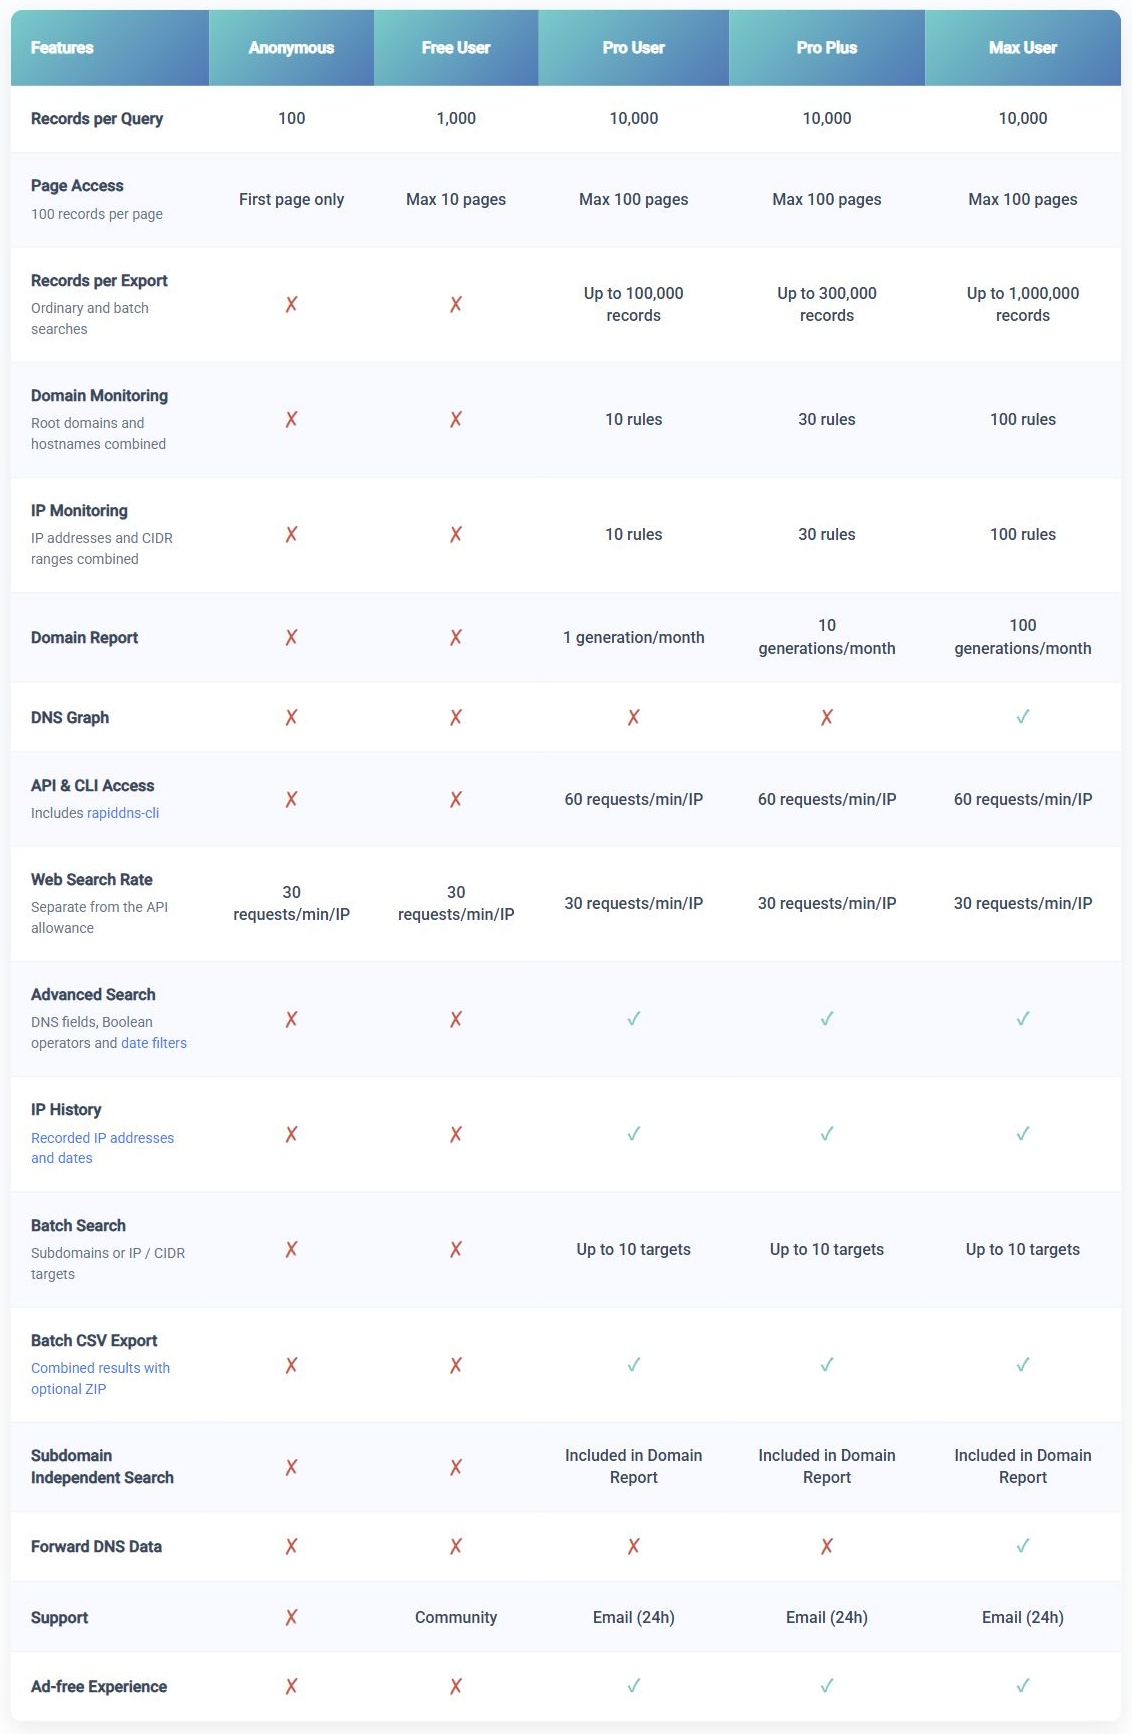 Features Anonymous Free User Pro User Pro Plus Max User
Records per Query 100 1,000 10,000 10,000 10,000
Page Access
100 records per page
First page only Max 10 pages Max 100 pages Max 100 pages Max 100 pages
Records per Export
Ordinary and batch
searches
✗ ✗ Up to 100,000 records Up to 300,000 records Up to 1,000,000 records
Domain Monitoring
Root domains and
hostnames combined
✗ ✗ 10 rules 30 rules 100 rules
IP Monitoring
IP addresses and CIDR
ranges combined
✗ ✗ 10 rules 30 rules 100 rules
Domain Report ✗ ✗ 1 generation/month 10 generations/month 100 generations/month
DNS Graph ✗ ✗ ✗ ✗ ✓
API & CLI Access
Includes rapiddns-cli
✗ ✗ 60 requests/min/IP 60 requests/min/IP 60 requests/min/IP
Web Search Rate
Separate from the API
allowance
30 requests/min/IP 30 requests/min/IP 30 requests/min/IP 30 requests/min/IP 30 requests/min/IP
Advanced Search
DNS fields, Boolean
operators and date filters
✗ ✗ ✓ ✓ ✓
IP History
Recorded IP addresses
and dates
✗ ✗ ✓ ✓ ✓
Batch Search
Subdomains or IP / CIDR
targets
✗ ✗ Up to 10 targets Up to 10 targets Up to 10 targets
Batch CSV Export
Combined results with
optional ZIP
✗ ✗ ✓ ✓ ✓
Subdomain
Independent Search
✗ ✗ Included in Domain Report Included in Domain Report Included in Domain Report
Forward DNS Data ✗ ✗ ✗ ✗ ✓
Support ✗ Community Email (24h) Email (24h) Email (24h)
Ad-free Experience ✗ ✗ ✓ ✓ ✓